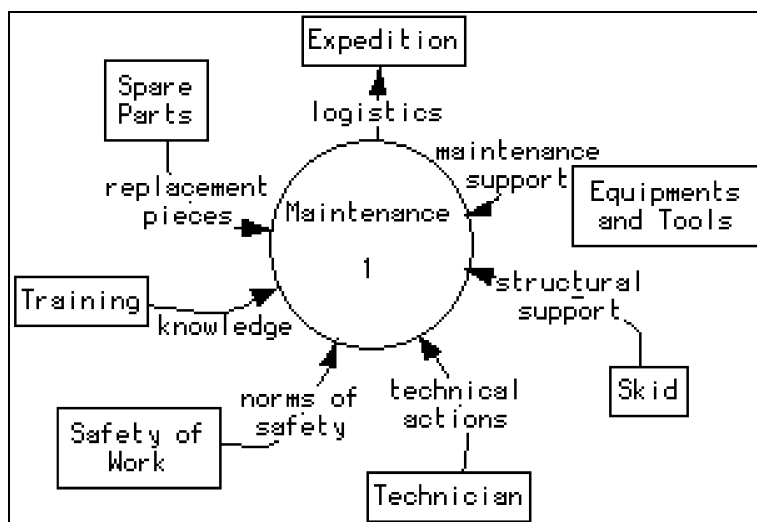 Expedition
logistics
Spare
Parts
replacement
pieces
maintenance
support
Equipments
and Tools
Maintenance
1
structural
support
Training
knowledge
Skid
norms of
safety
technical
actions
Safety of
Work
Technician